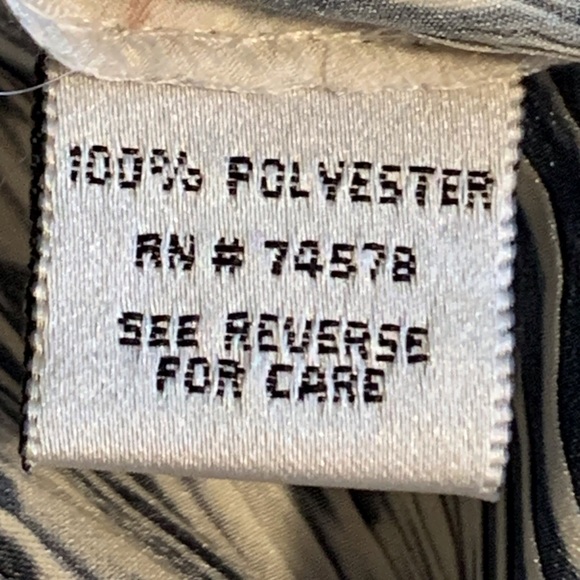 100% POLYESTER
RN # 74578
SEE REVERSE
FOR CARE